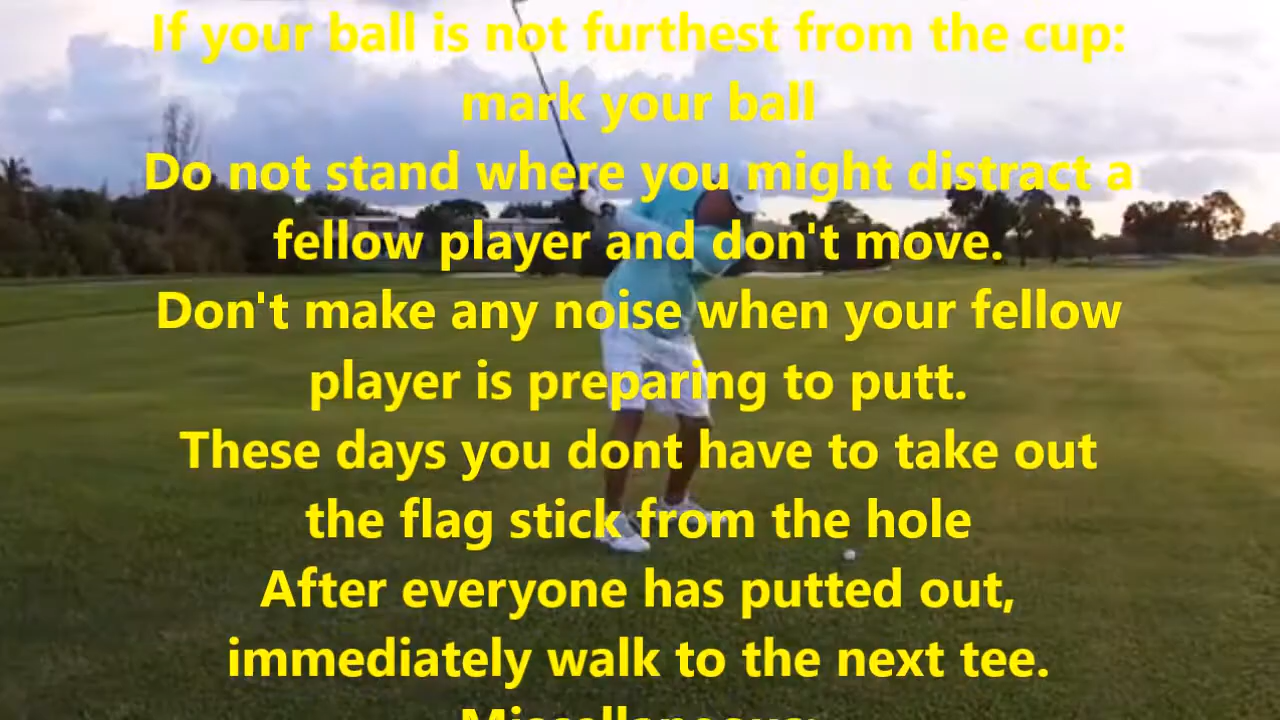 If your ball is not furthest from the cup:
mark your ball
Do not stand where you might distract a
fellow player and don't move.
Don't make any noise when your fellow
player is preparing to putt.
These days you dont have to take out
the flag stick from the hole
After everyone has putted out,
immediately walk to the next tee.
Miscellaneous: